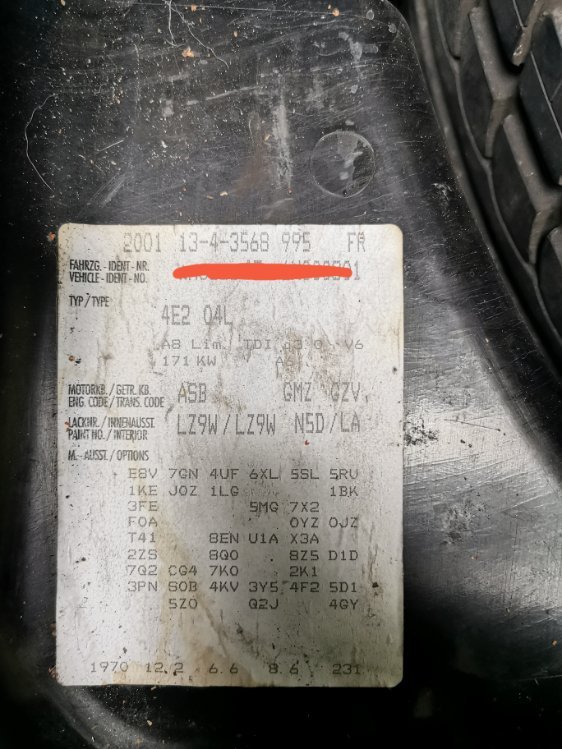 2001 13-4-3568 995 FR
FAHRZG.-IDENT-NR.
VEHICLE-IDENT-NO.
TYP/TYPE
4E2 04L
A8 Lim. TDI 3.0 V6
171 KW
MOTORKB./GETR.KB. ASB GMZ GZV
ENG.CODE/TRANS.CODE
LACKNR./INNENAUSST. LZ9W/LZ9W N5D/LA
PAINT NO./INTERIOR
M.-AUSST./OPTIONS
E8V 7GN 4UF 6XL 5SL 5RU
1KE J0Z 1LG 1BK
3FE 5MG 7X2
F0A 0YZ 0JZ
T41 8EN U1A X3A
2ZS 8Q0 8Z5 D1D
7Q2 CG4 7K0 2K1
3PN S0B 4KV 3Y5 4F2 5D1
5Z0 Q2J 4GY
1970 12.2 6.6 8.6 231